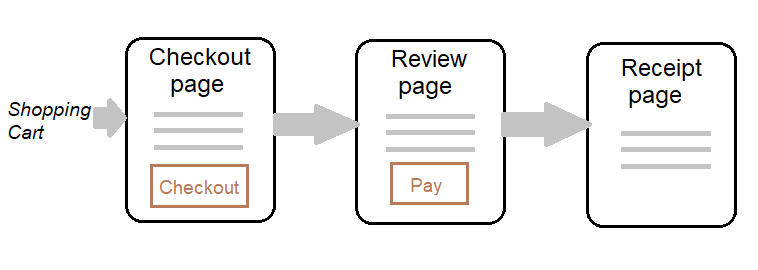 Shopping
Cart
Checkout
page
Checkout
Review
page
Pay
Receipt
page